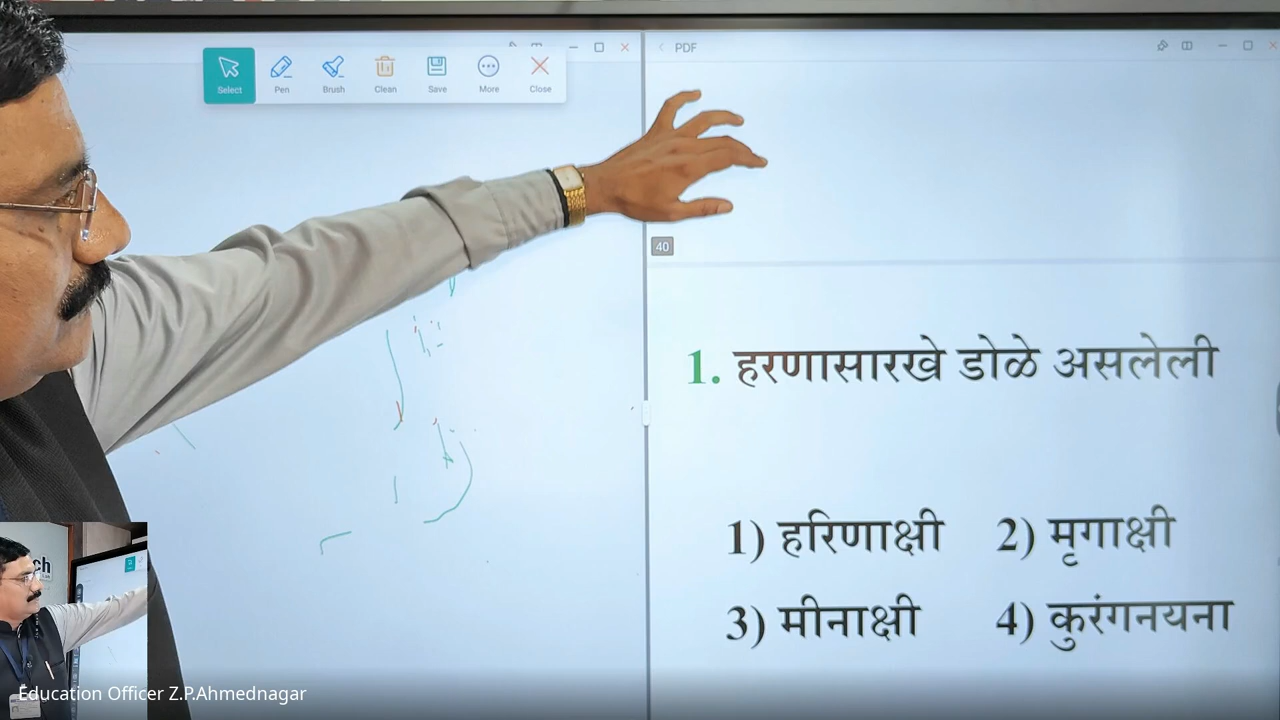 Select Pen Brush Clean Save More Close
PDF
40
1. हरणासारखे डोळे असलेली
1) हरिणाक्षी 2) मृगाक्षी
3) मीनाक्षी 4) कुरंगनयना
ch
Education Officer Z.P.Ahmednagar